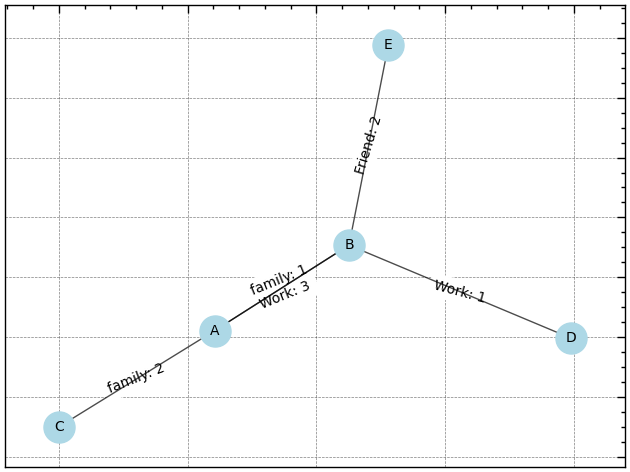 E
Friend: 2
B
family: 1
Work: 3
Work: 1
A
D
family: 2
C